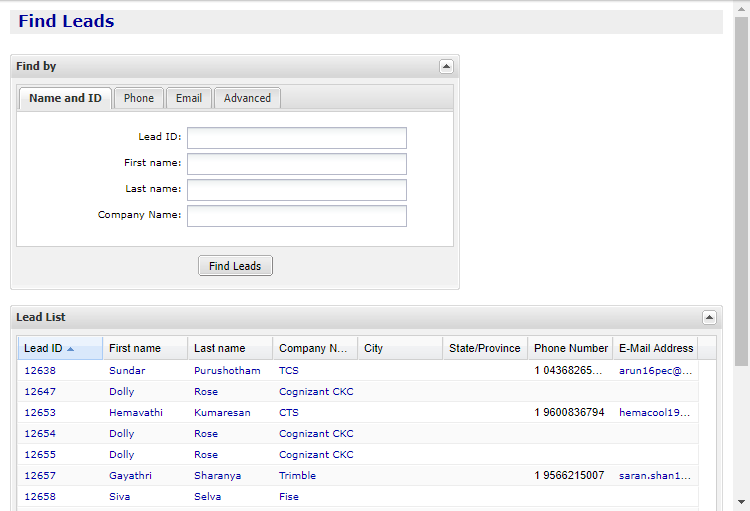 Find Leads
Find by
Name and ID Phone Email Advanced
Lead ID:
First name:
Last name:
Company Name:
Find Leads
Lead List
Lead ID First name Last name Company N... City State/Province Phone Number E-Mail Address
12638 Sundar Purushotham TCS 1 04368265... arun16pec@...
12647 Dolly Rose Cognizant CKC
12653 Hemavathi Kumaresan CTS 1 9600836794 hemacool19...
12654 Dolly Rose Cognizant CKC
12655 Dolly Rose Cognizant CKC
12657 Gayathri Sharanya Trimble 1 9566215007 saran.shan1...
12658 Siva Selva Fise